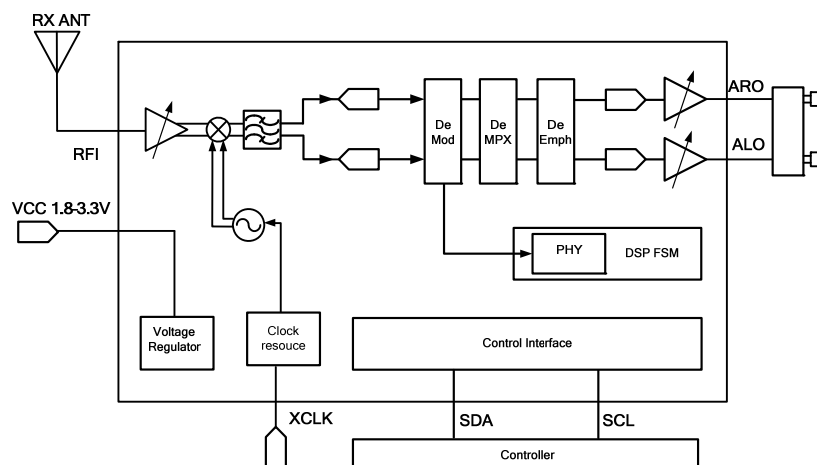 RX ANT
RFI
VCC 1.8-3.3V
De
Mod
De
MPX
De
Emph
ARO
ALO
PHY
DSP FSM
Voltage
Regulator
Clock
resouce
Control Interface
XCLK
SDA
SCL
Controller